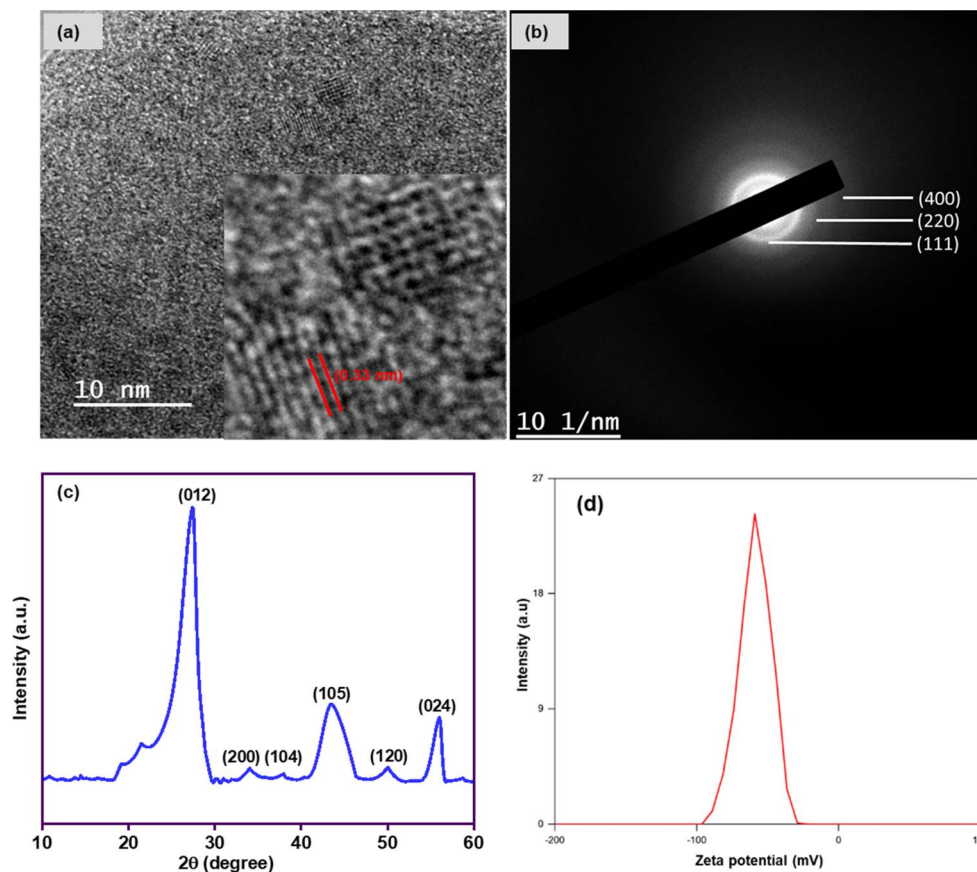 (a)
(0.33 nm)
10 nm
(b)
(400)
(220)
(111)
10 1/nm
(c)
(012)
(105)
(024)
(200) (104) (120)
Intensity (a.u.)
10 20 30 40 50 60
2θ (degree)
(d)
27
18
9
0
Intensity (a.u)
-200 -100 0
Zeta potential (mV)